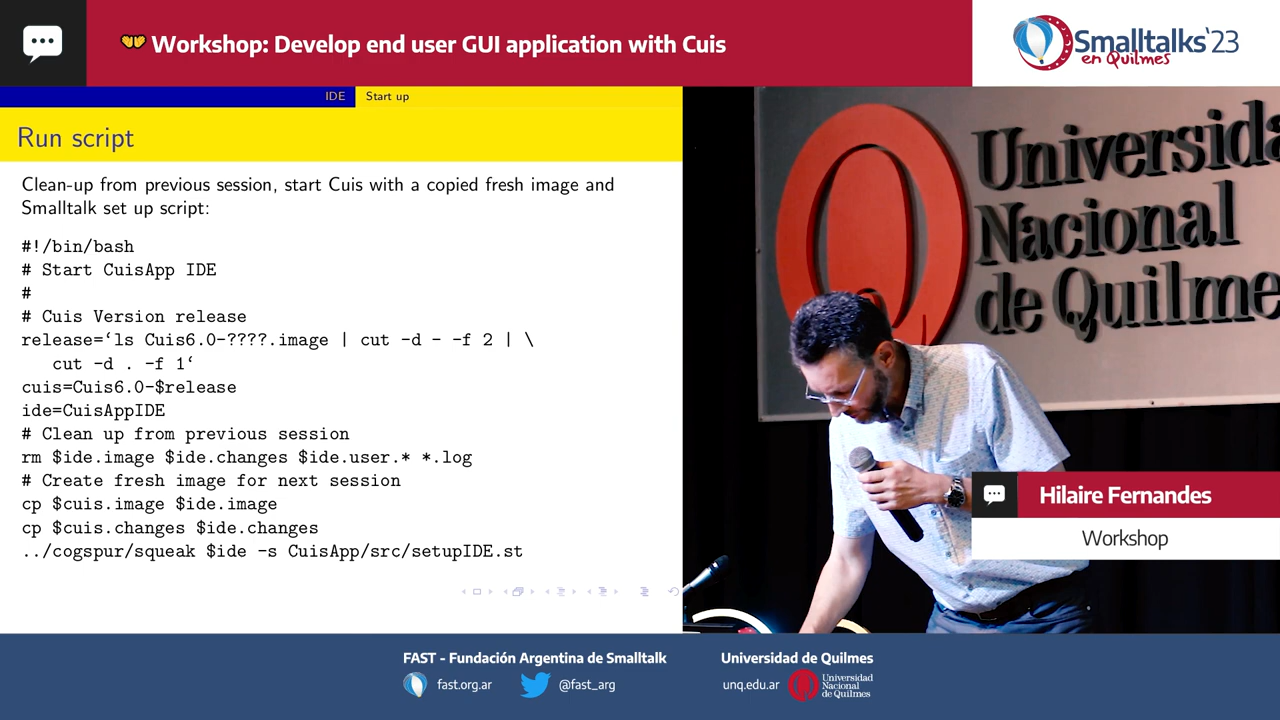 Workshop: Develop end user GUI application with Cuis
Smalltalks'23
en Quilmes
IDE
Start up
Run script
Clean-up from previous session, start Cuis with a copied fresh image and
Smalltalk set up script:
#!/bin/bash
# Start CuisApp IDE
#
# Cuis Version release
release=‘ls Cuis6.0-????.image | cut -d - -f 2 | \
cut -d . -f 1‘
cuis=Cuis6.0-$release
ide=CuisAppIDE
# Clean up from previous session
rm $ide.image $ide.changes $ide.user.* *.log
# Create fresh image for next session
cp $cuis.image $ide.image
cp $cuis.changes $ide.changes
../cogspur/squeak $ide -s CuisApp/src/setupIDE.st
Universida
Nacional
de Quilme
Hilaire Fernandes
Workshop
FAST - Fundación Argentina de Smalltalk
fast.org.ar
@fast_arg
Universidad de Quilmes
unq.edu.ar
Universidad
Nacional
de Quilmes